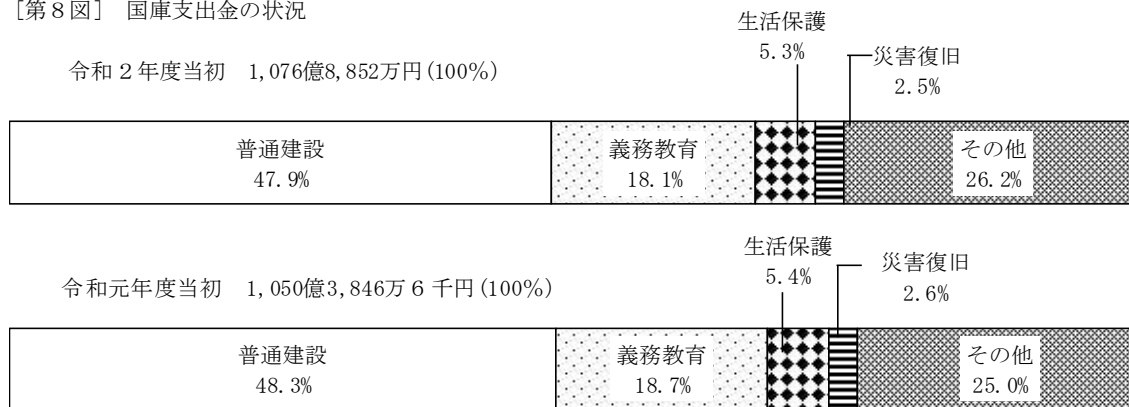 ［第８図］　国庫支出金の状況
生活保護
5.3%
災害復旧
2.5%
令和２年度当初　1,076億8,852万円(100%)
普通建設
47.9%
義務教育
18.1%
その他
26.2%
生活保護
5.4%
災害復旧
2.6%
令和元年度当初　1,050億3,846万６千円(100%)
普通建設
48.3%
義務教育
18.7%
その他
25.0%